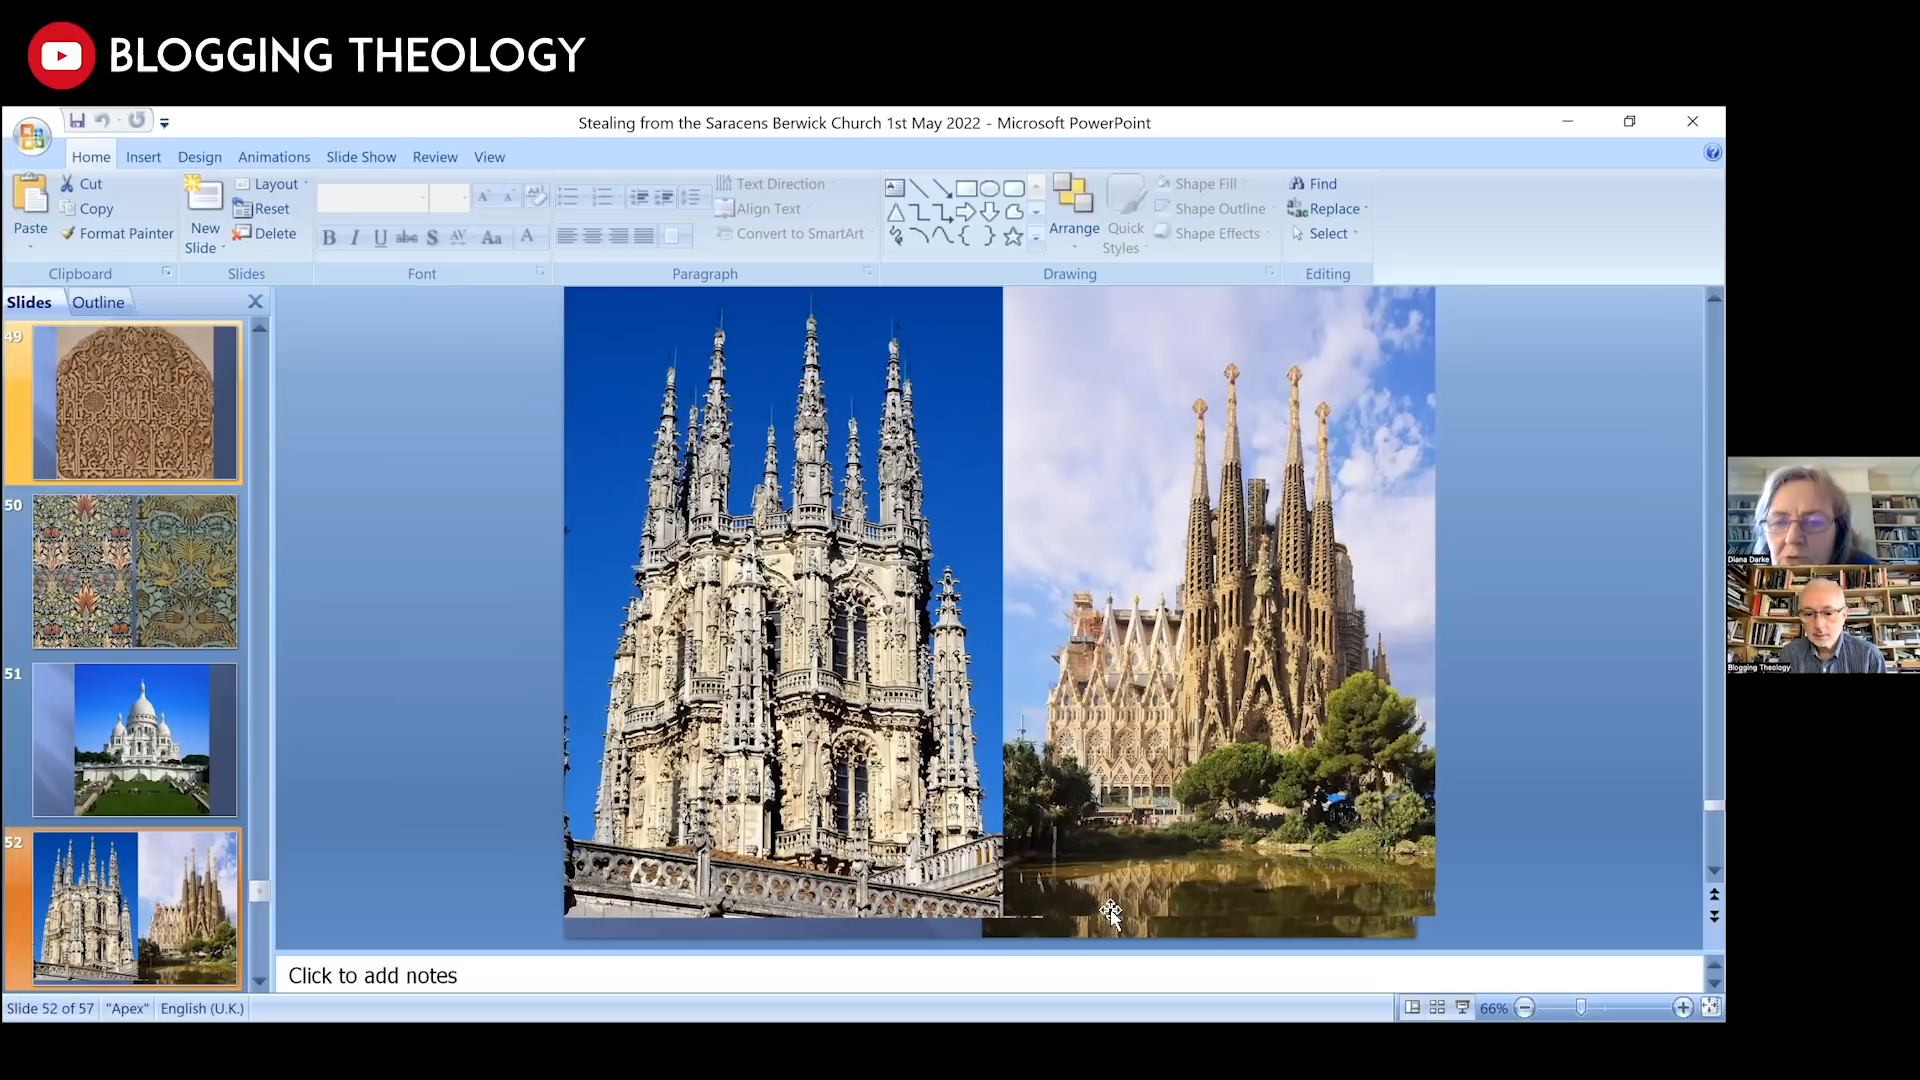 BLOGGING THEOLOGY
Stealing from the Saracens Berwick Church 1st May 2022 - Microsoft PowerPoint
Home Insert Design Animations Slide Show Review View
Paste
Cut
Copy
Format Painter
Clipboard
New
Slide
Layout
Reset
Delete
Slides
B I U abc S AV Aa A
Font
Text Direction
Align Text
Convert to SmartArt
Paragraph
Arrange
Quick
Styles
Shape Fill
Shape Outline
Shape Effects
Drawing
Find
Replace
Select
Editing
Slides Outline
49
50
51
52
Diana Darke
Blogging Theology
Click to add notes
Slide 52 of 57 "Apex" English (U.K.) 66%